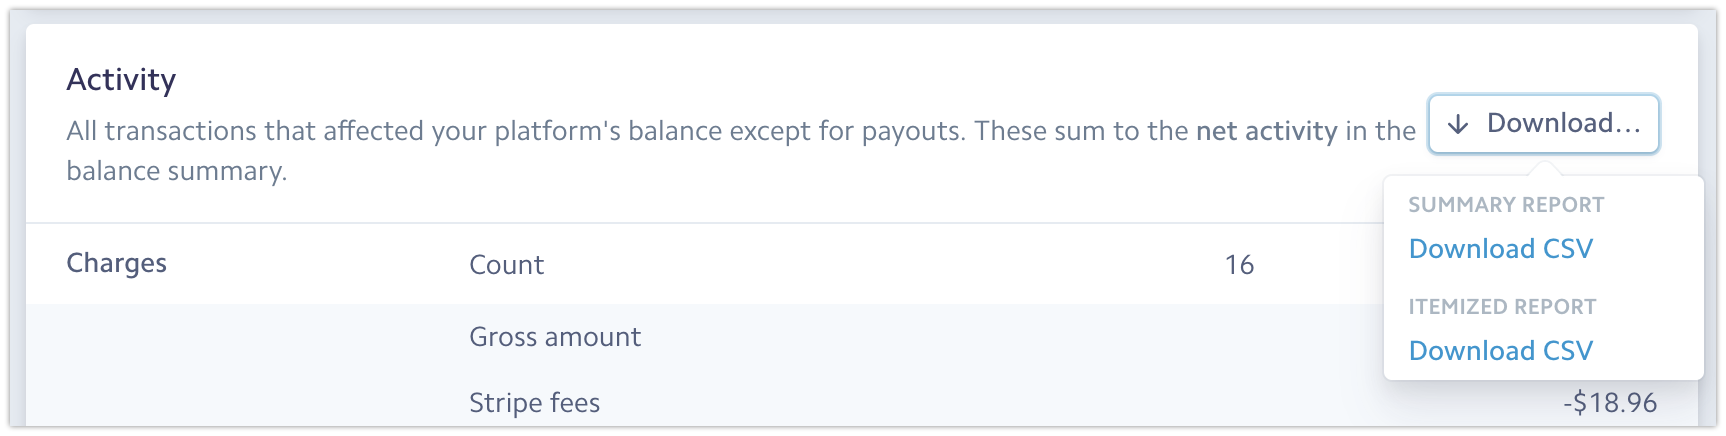 Activity
All transactions that affected your platform's balance except for payouts. These sum to the net activity in the
balance summary.
Download...
SUMMARY REPORT
Download CSV
ITEMIZED REPORT
Download CSV
Charges Count 16
Gross amount
Stripe fees -$18.96